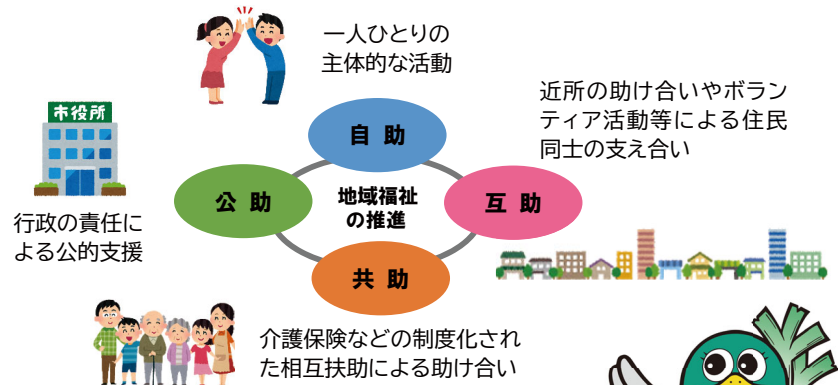 一人ひとりの
主体的な活動
近所の助け合いやボラン
ティア活動等による住民
同士の支え合い
市役所
自助
公助
地域福祉
の推進
互助
行政の責任に
よる公的支援
共助
介護保険などの制度化され
た相互扶助による助け合い